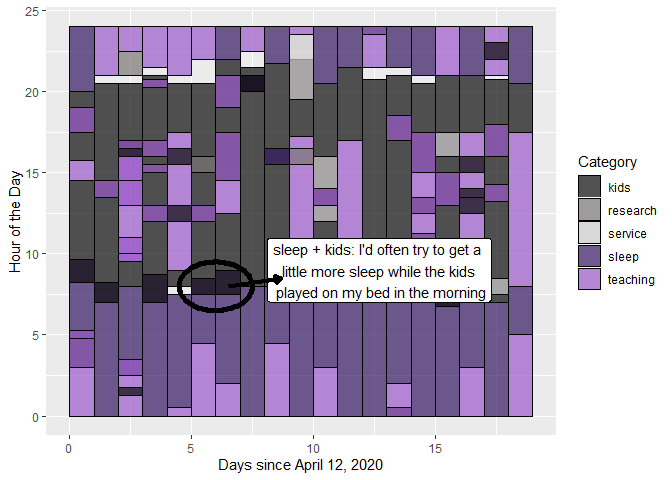 25
20
15
10
5
0
Hour of the Day
sleep + kids: I'd often try to get a
little more sleep while the kids
played on my bed in the morning
0
5
10
15
Days since April 12, 2020
Category
kids
research
service
sleep
teaching